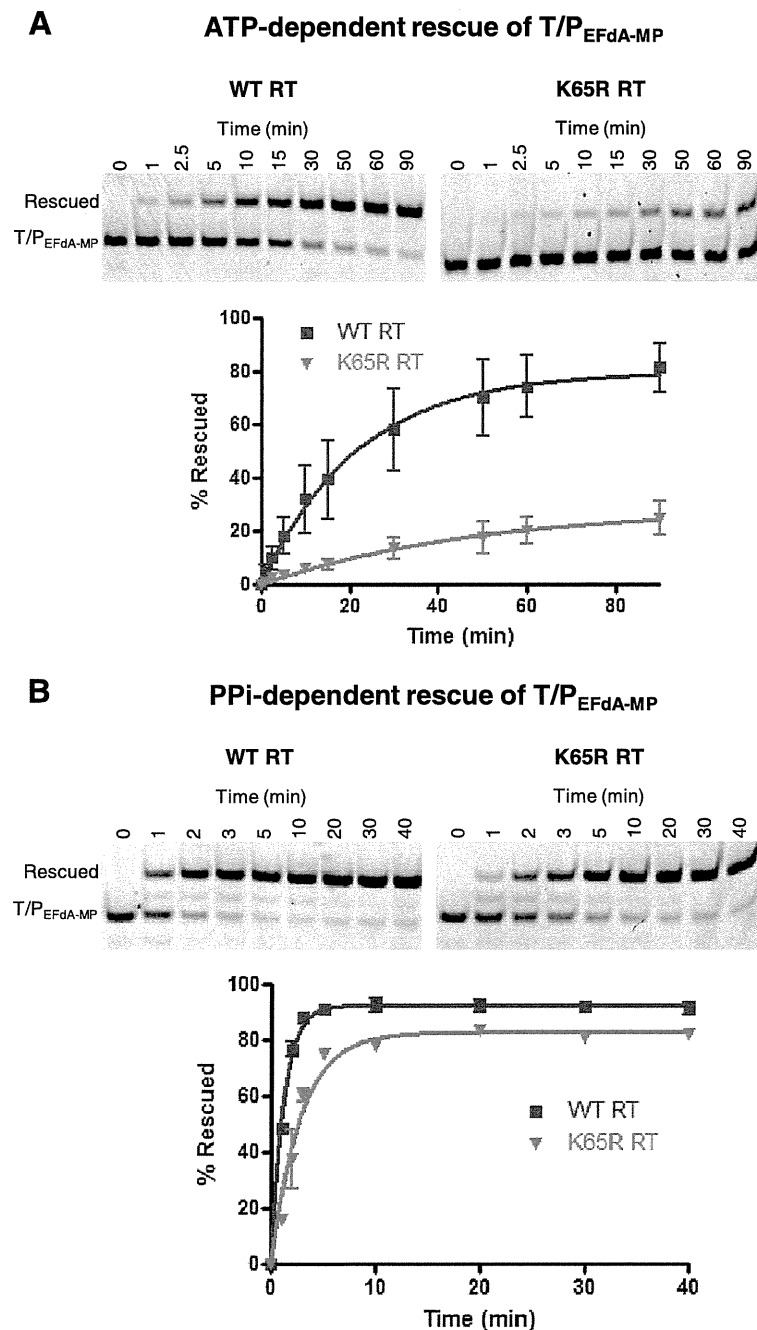 A ATP-dependent rescue of T/PEFdA-MP
WT RT K65R RT
Time (min)
0 1 2.5 5 10 15 30 50 60 90
Time (min)
0 1 2.5 5 10 15 30 50 60 90
Rescued
T/PEFdA-MP
100
80
60
40
20
0
% Rescued
WT RT
K65R RT
0 20 40 60 80
Time (min)
B PPi-dependent rescue of T/PEFdA-MP
WT RT K65R RT
Time (min)
0 1 2 3 5 10 20 30 40
Time (min)
0 1 2 3 5 10 20 30 40
Rescued
T/PEFdA-MP
100
80
60
40
20
0
% Rescued
WT RT
K65R RT
0 10 20 30 40
Time (min)